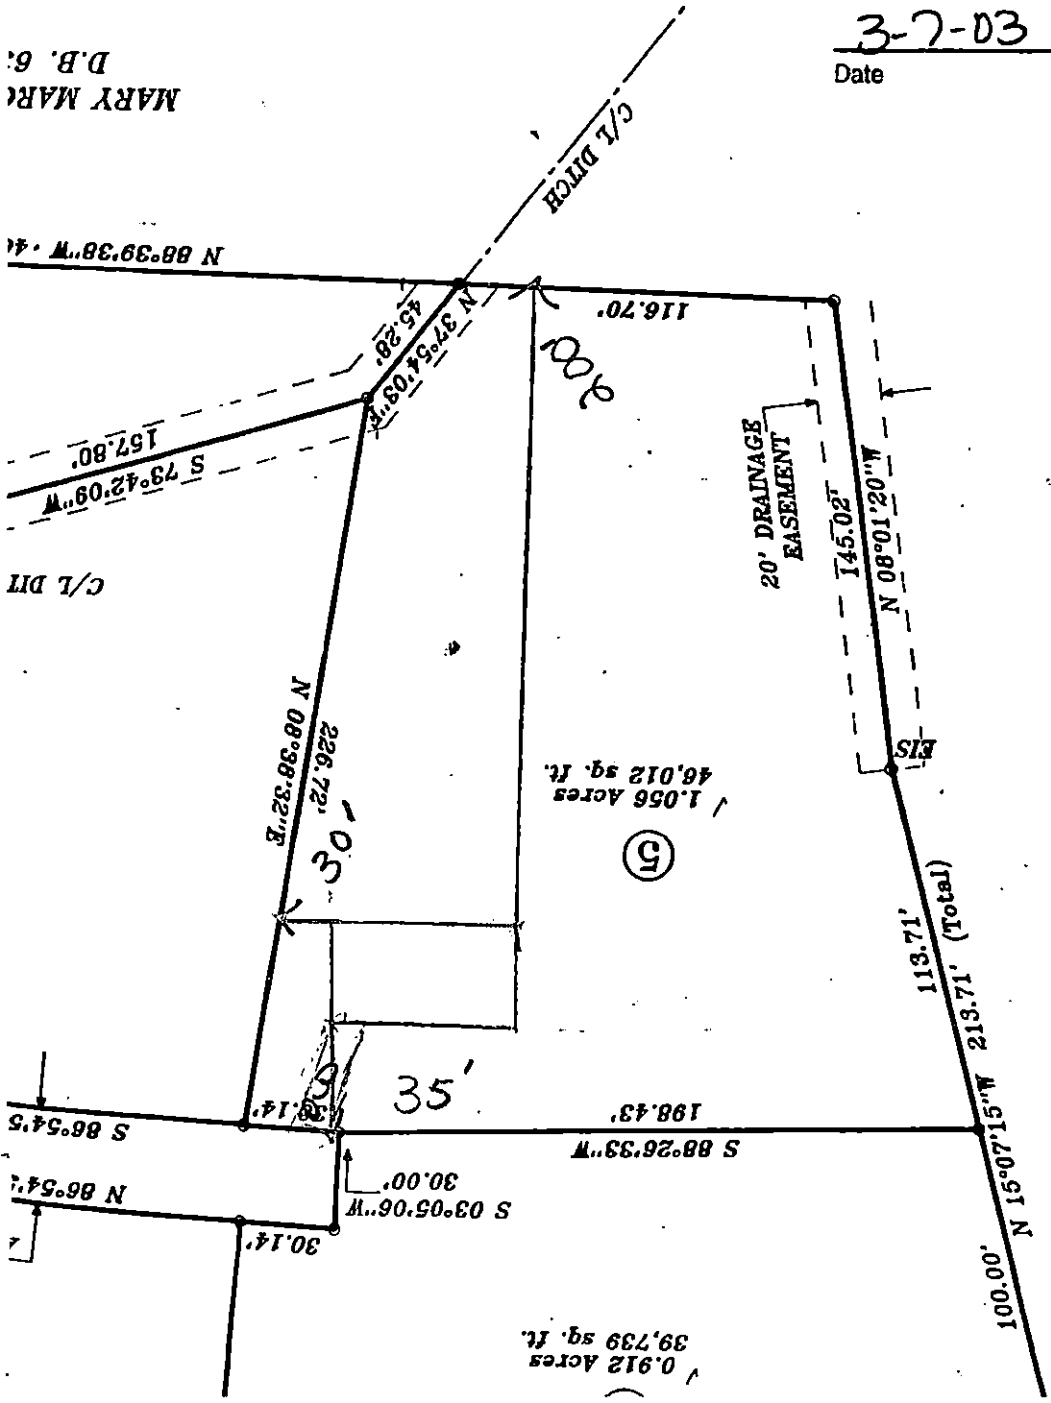 3-7-03
Date
MARY MAR
D.B. 6
C/L DITCH
N 88°39'38"W
116.70'
N 37°54'03"E
45.28'
200'
157.80'
S 73°42'09"W
20' DRAINAGE
EASEMENT
145.02'
N 08°01'20"W
C/L DIT
N 08°38'32"E
226.72'
EIS
1.056 Acres
46,012 sq. ft.
5
30'
113.71'
213.71' (Total)
35'
30.14'
198.43'
S 86°54'5
S 88°26'33"W
N 86°54'
S 03°05'06"W
30.00'
30.14'
N 15°07'15"W
100.00'
0.912 Acres
39,739 sq. ft.